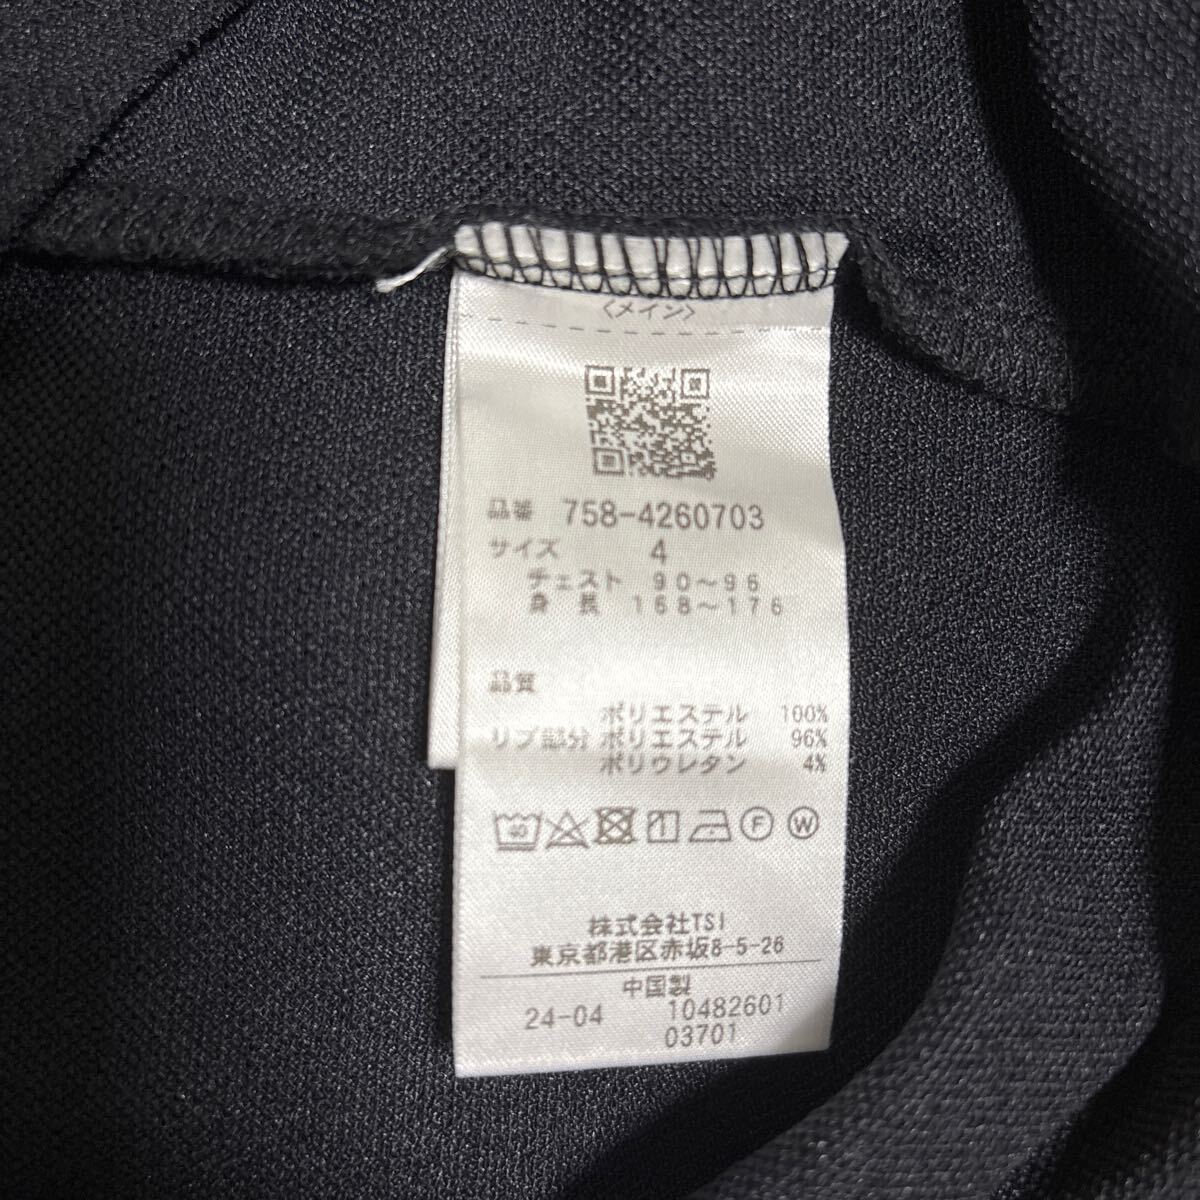 〈メイン〉
品番 758-4260703
サイズ 4
チェスト 90～96
身長 168～176
品質
ポリエステル 100%
リブ部分 ポリエステル 96%
ポリウレタン 4%
40 F W
株式会社TSI
東京都港区赤坂8-5-26
中国製
24-04 10482601
03701